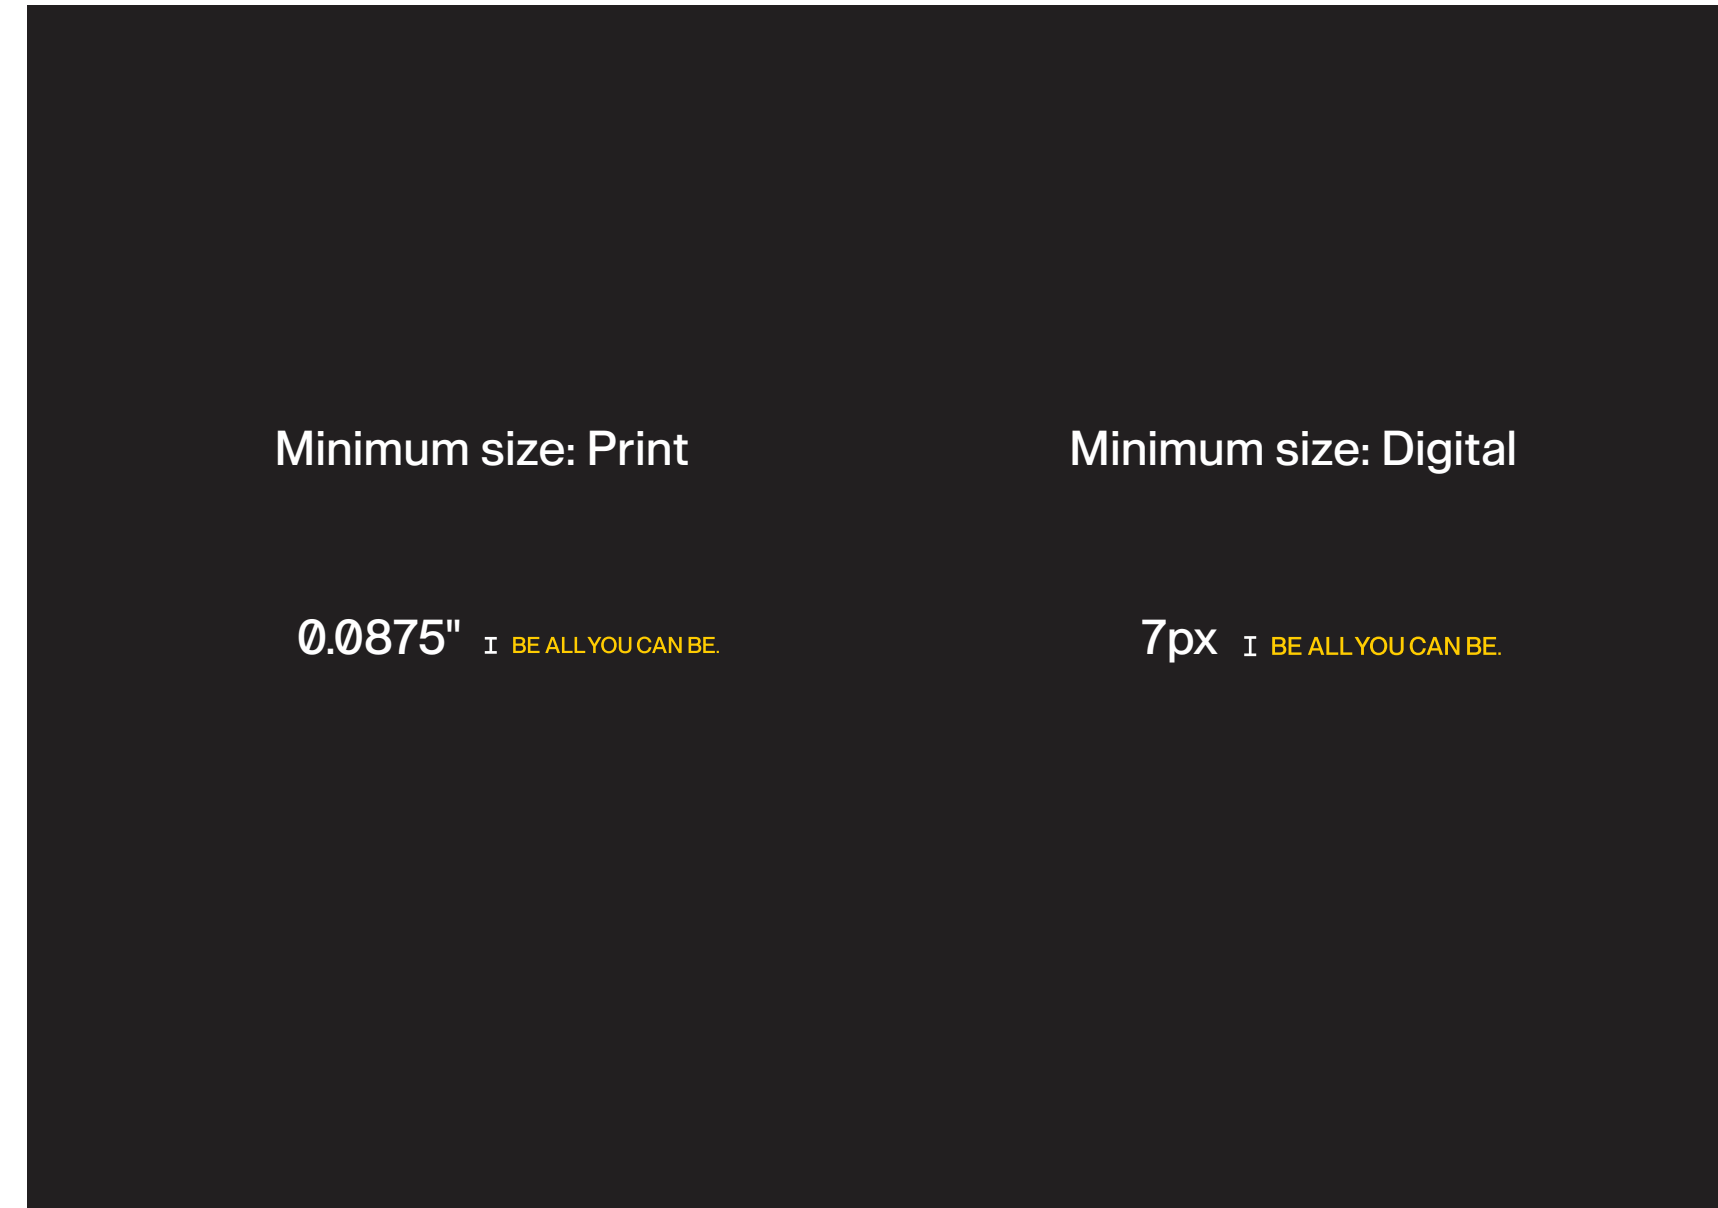 Minimum size: Print
0.0875" BE ALL YOU CAN BE.
Minimum size: Digital
7px BE ALL YOU CAN BE.